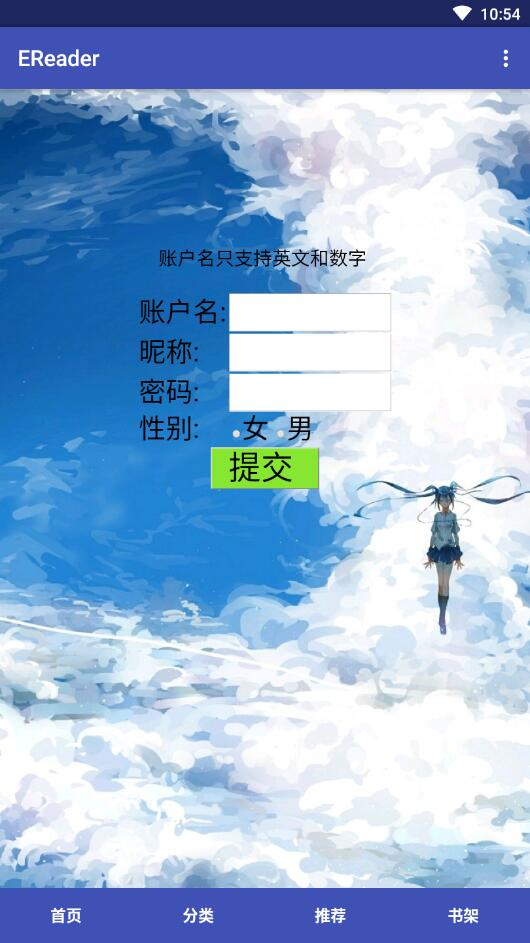 10:54
EReader
账户名只支持英文和数字
账户名:
昵称:
密码:
性别: 女 男
提交
首页 分类 推荐 书架